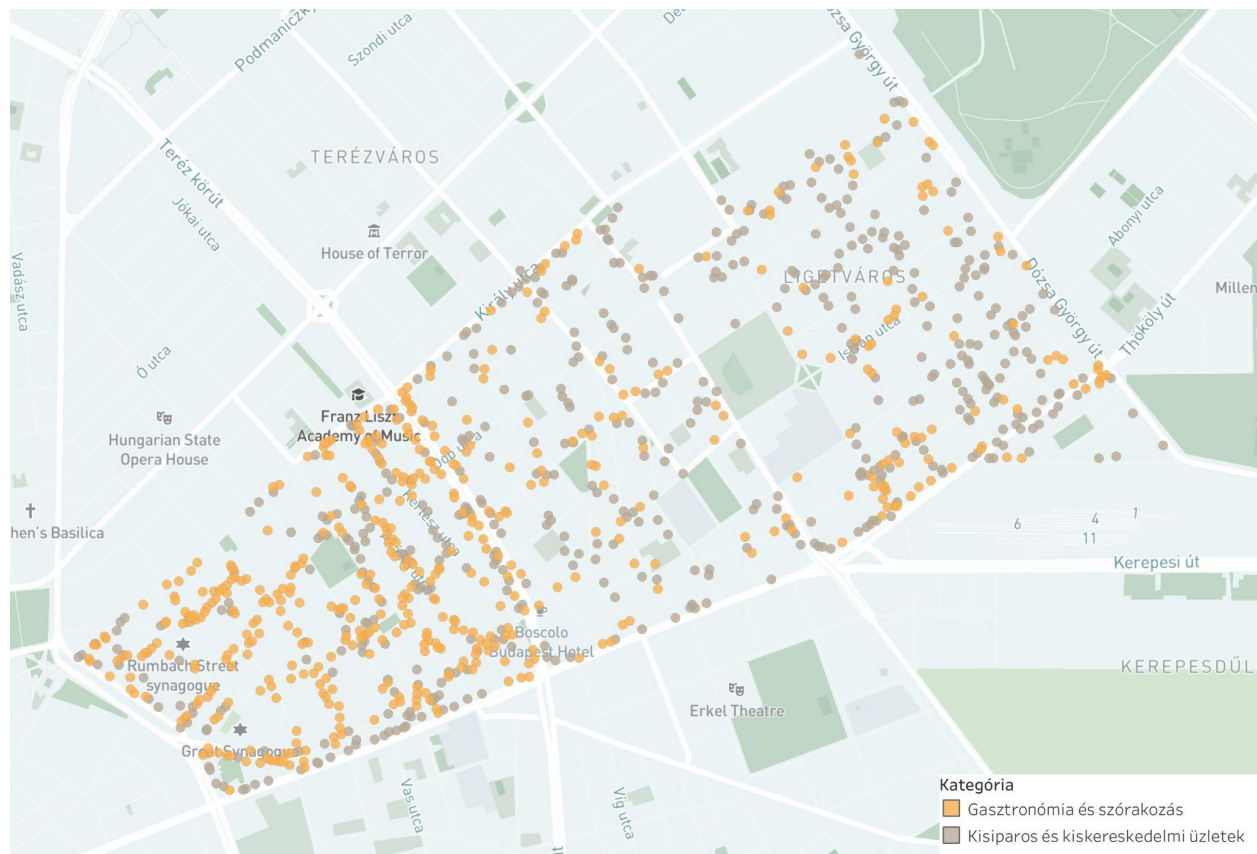 Podmaniczky
Szondi utca
Dózsa György út
TERÉZVÁROS
Teréz körút
Jókai utca
House of Terror
Vadász utca
Király utca
LIGETVÁROS
Abonyi utca
Dózsa György út
Thököly út
Millen
Ó utca
István utca
Franz Liszt
Academy of Music
Hungarian State
Opera House
Dob utca
Kertész utca
hen's Basilica
6
4
1
11
Kerepesi út
Boscolo
Budapest Hotel
Rumbach Street
synagogue
KEREPESDŰL
Erkel Theatre
Great Synagogue
Vas utca
Víg utca
Kategória
Gasztronómia és szórakozás
Kisiparos és kiskereskedelmi üzletek